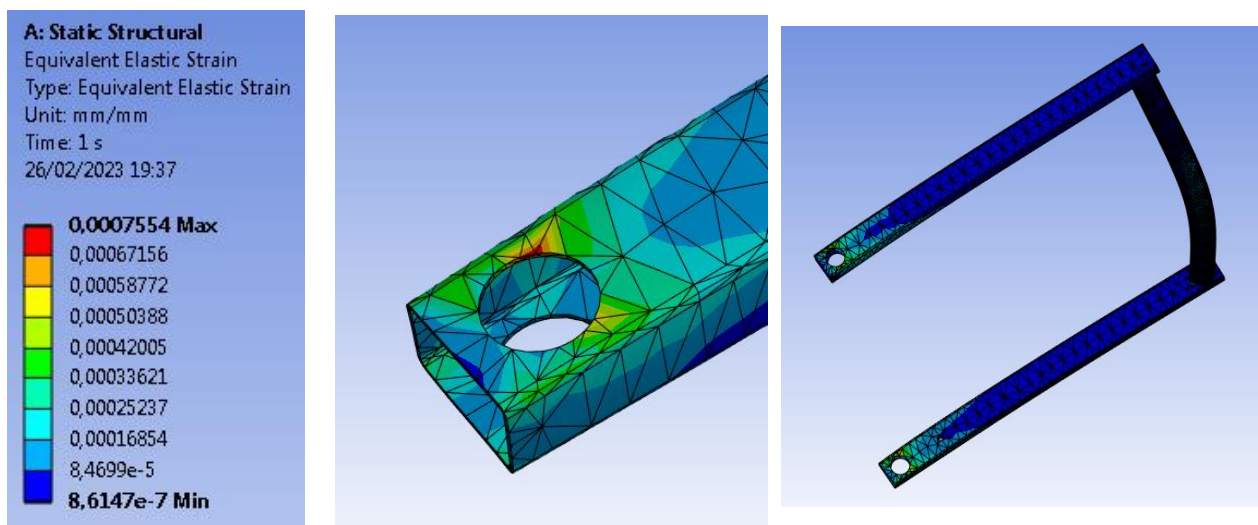 A: Static Structural
Equivalent Elastic Strain
Type: Equivalent Elastic Strain
Unit: mm/mm
Time: 1 s
26/02/2023 19:37
0,0007554 Max
0,00067156
0,00058772
0,00050388
0,00042005
0,00033621
0,00025237
0,00016854
8,4699e-5
8,6147e-7 Min